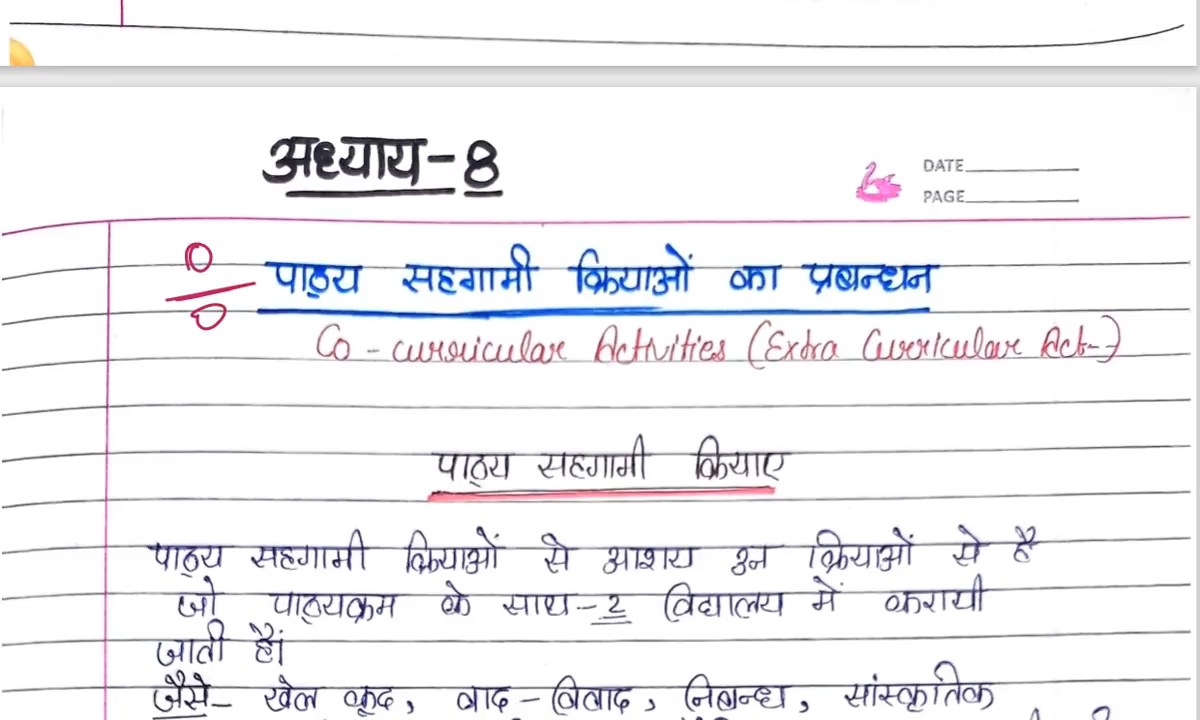 अध्याय-8
DATE
PAGE
पाठ्य सहगामी क्रियाओं का प्रबन्धन
Co-curricular Activities (Extra Curricular Act--)
पाठ्य सहगामी क्रियाए
पाठ्य सहगामी क्रियाओं से आशय उन क्रियाओं से है
जो पाठ्यक्रम के साथ-2 विद्यालय में करायी
जाती हैं।
जैसे- खेल कूद, वाद-विवाद, निबन्ध, सांस्कृतिक